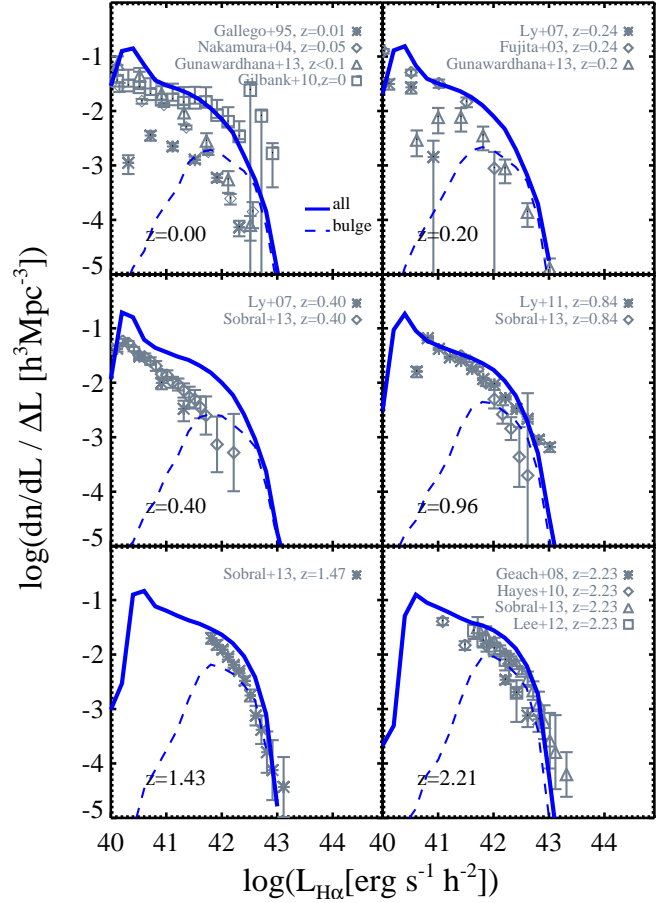 Gallego+95, z=0.01
Nakamura+04, z=0.05
Gunawardhana+13, z<0.1
Gilbank+10,z=0
all
bulge
z=0.00
Ly+07, z=0.24
Fujita+03, z=0.24
Gunawardhana+13, z=0.2
z=0.20
-1
-2
-3
-4
-5
Ly+07, z=0.40
Sobral+13, z=0.40
z=0.40
Ly+11, z=0.84
Sobral+13, z=0.84
z=0.96
-1
-2
-3
-4
-5
Sobral+13, z=1.47
z=1.43
Geach+08, z=2.23
Hayes+10, z=2.23
Sobral+13, z=2.23
Lee+12, z=2.23
z=2.21
-1
-2
-3
-4
-5
40 41 42 43 44
40 41 42 43 44
log(dn/dL / ΔL [h³Mpc⁻³])
log(L_Hα[erg s⁻¹ h⁻²])